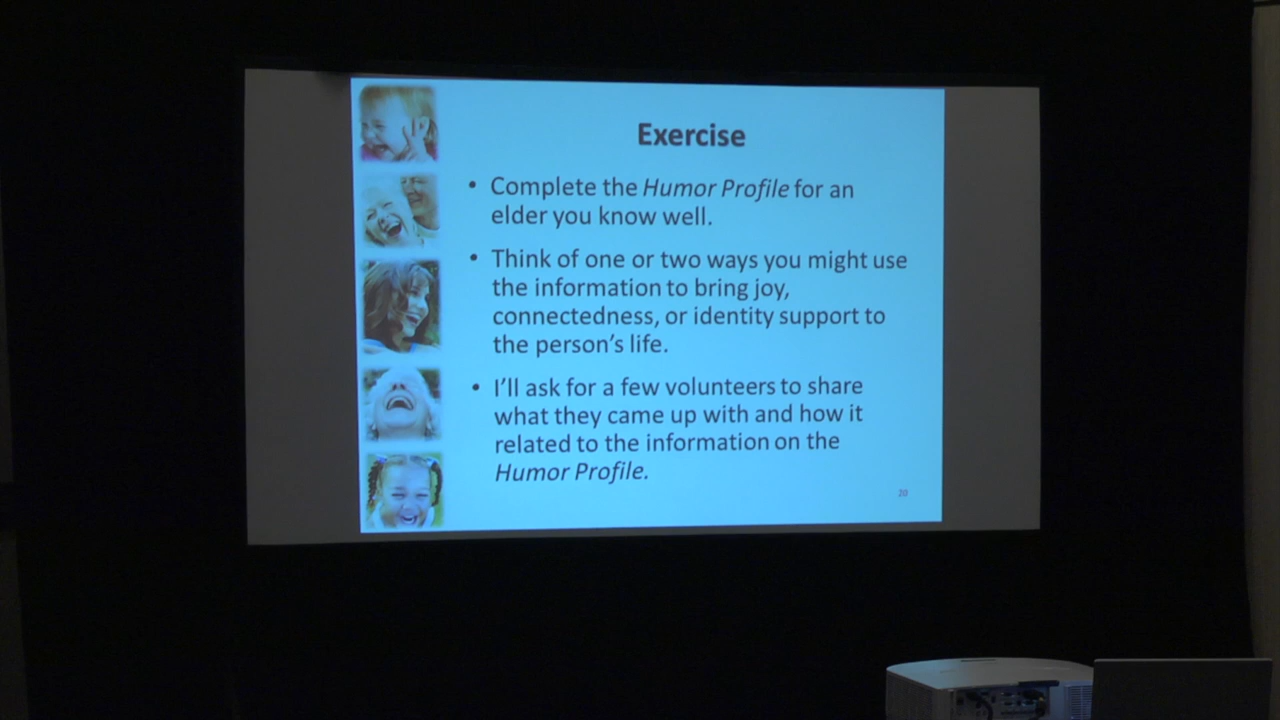 Exercise
• Complete the Humor Profile for an
elder you know well.
• Think of one or two ways you might use
the information to bring joy,
connectedness, or identity support to
the person's life.
• I'll ask for a few volunteers to share
what they came up with and how it
related to the information on the
Humor Profile.
20